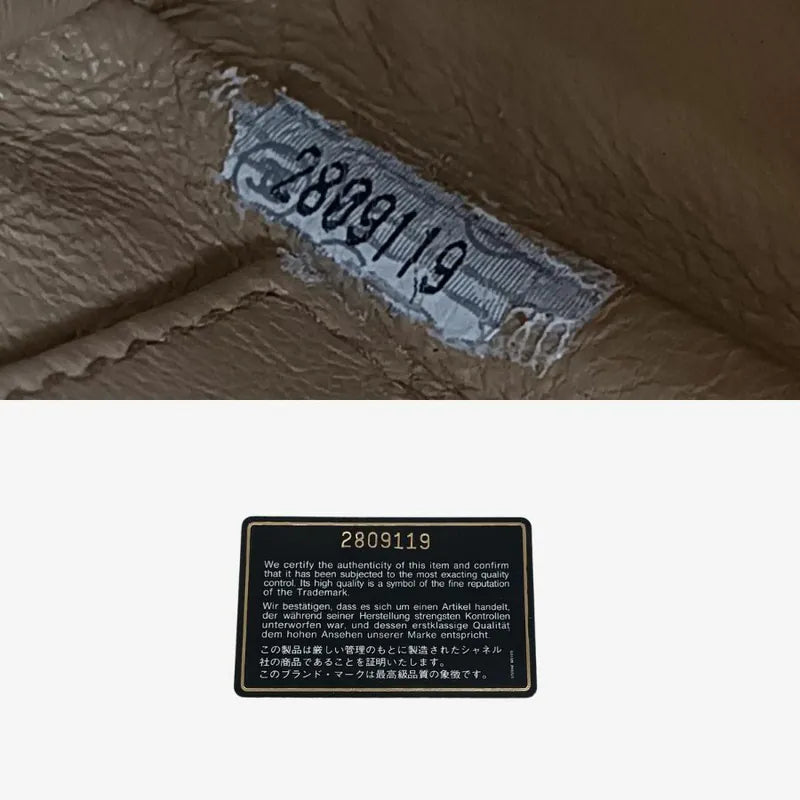 2809119
2809119
We certify the authenticity of this item and confirm
that it has been subjected to the most exacting quality
control. Its high quality is a symbol of the fine reputation
of the Trademark.
Wir bestätigen, dass es sich um einen Artikel handelt,
der während seiner Herstellung strengsten Kontrollen
unterworfen war, und dessen erstklassige Qualität
dem hohen Ansehen unserer Marke entspricht.
この製品は厳しい管理のもとに製造されたシャネル
社の商品であることを証明いたします。
このブランド・マークは最高級品質の象徴です。